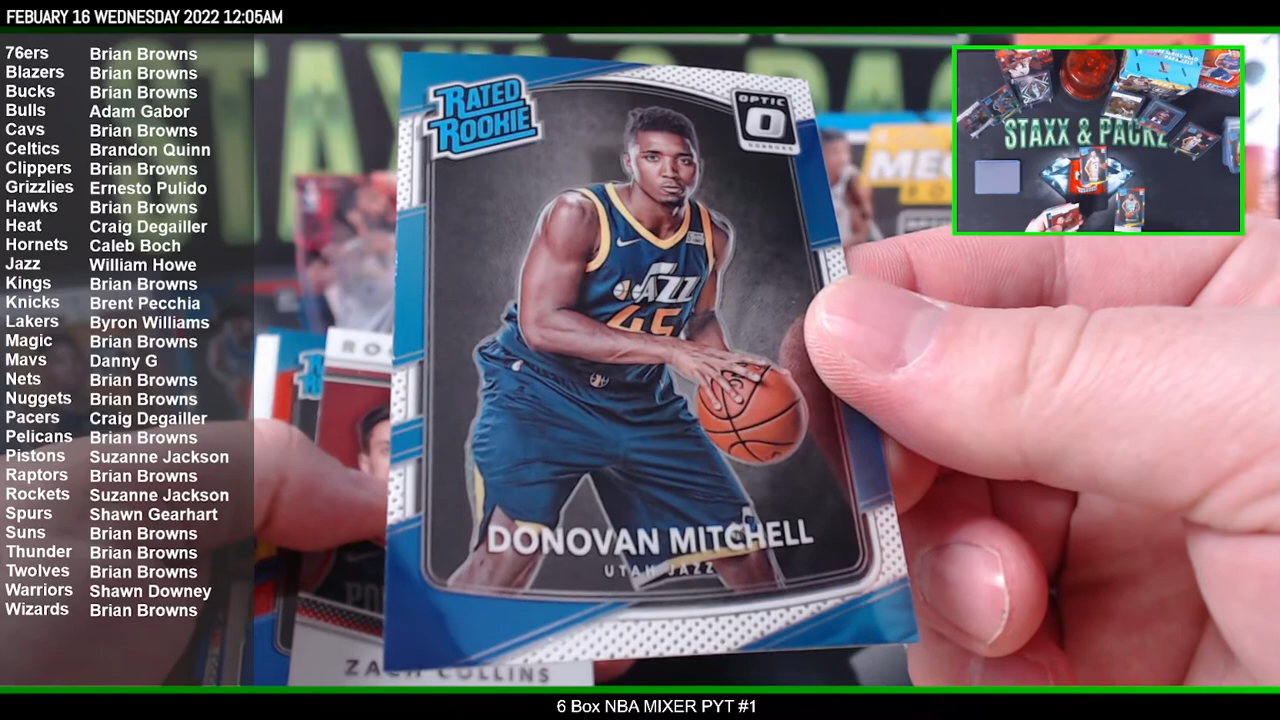 FEBUARY 16 WEDNESDAY 2022 12:05AM
76ers Brian Browns
Blazers Brian Browns
Bucks Brian Browns
Bulls Adam Gabor
Cavs Brian Browns
Celtics Brandon Quinn
Clippers Brian Browns
Grizzlies Ernesto Pulido
Hawks Brian Browns
Heat Craig Degailler
Hornets Caleb Boch
Jazz William Howe
Kings Brian Browns
Knicks Brent Pecchia
Lakers Byron Williams
Magic Brian Browns
Mavs Danny G
Nets Brian Browns
Nuggets Brian Browns
Pacers Craig Degailler
Pelicans Brian Browns
Pistons Suzanne Jackson
Raptors Brian Browns
Rockets Suzanne Jackson
Spurs Shawn Gearhart
Suns Brian Browns
Thunder Brian Browns
Twolves Brian Browns
Warriors Shawn Downey
Wizards Brian Browns
RATED
ROOKIE
OPTIC
O
DONRUSS
JAZZ
45
DONOVAN MITCHELL
UTAH JAZZ
ZACH COLLINS
STAXX & PACKZ
6 Box NBA MIXER PYT #1